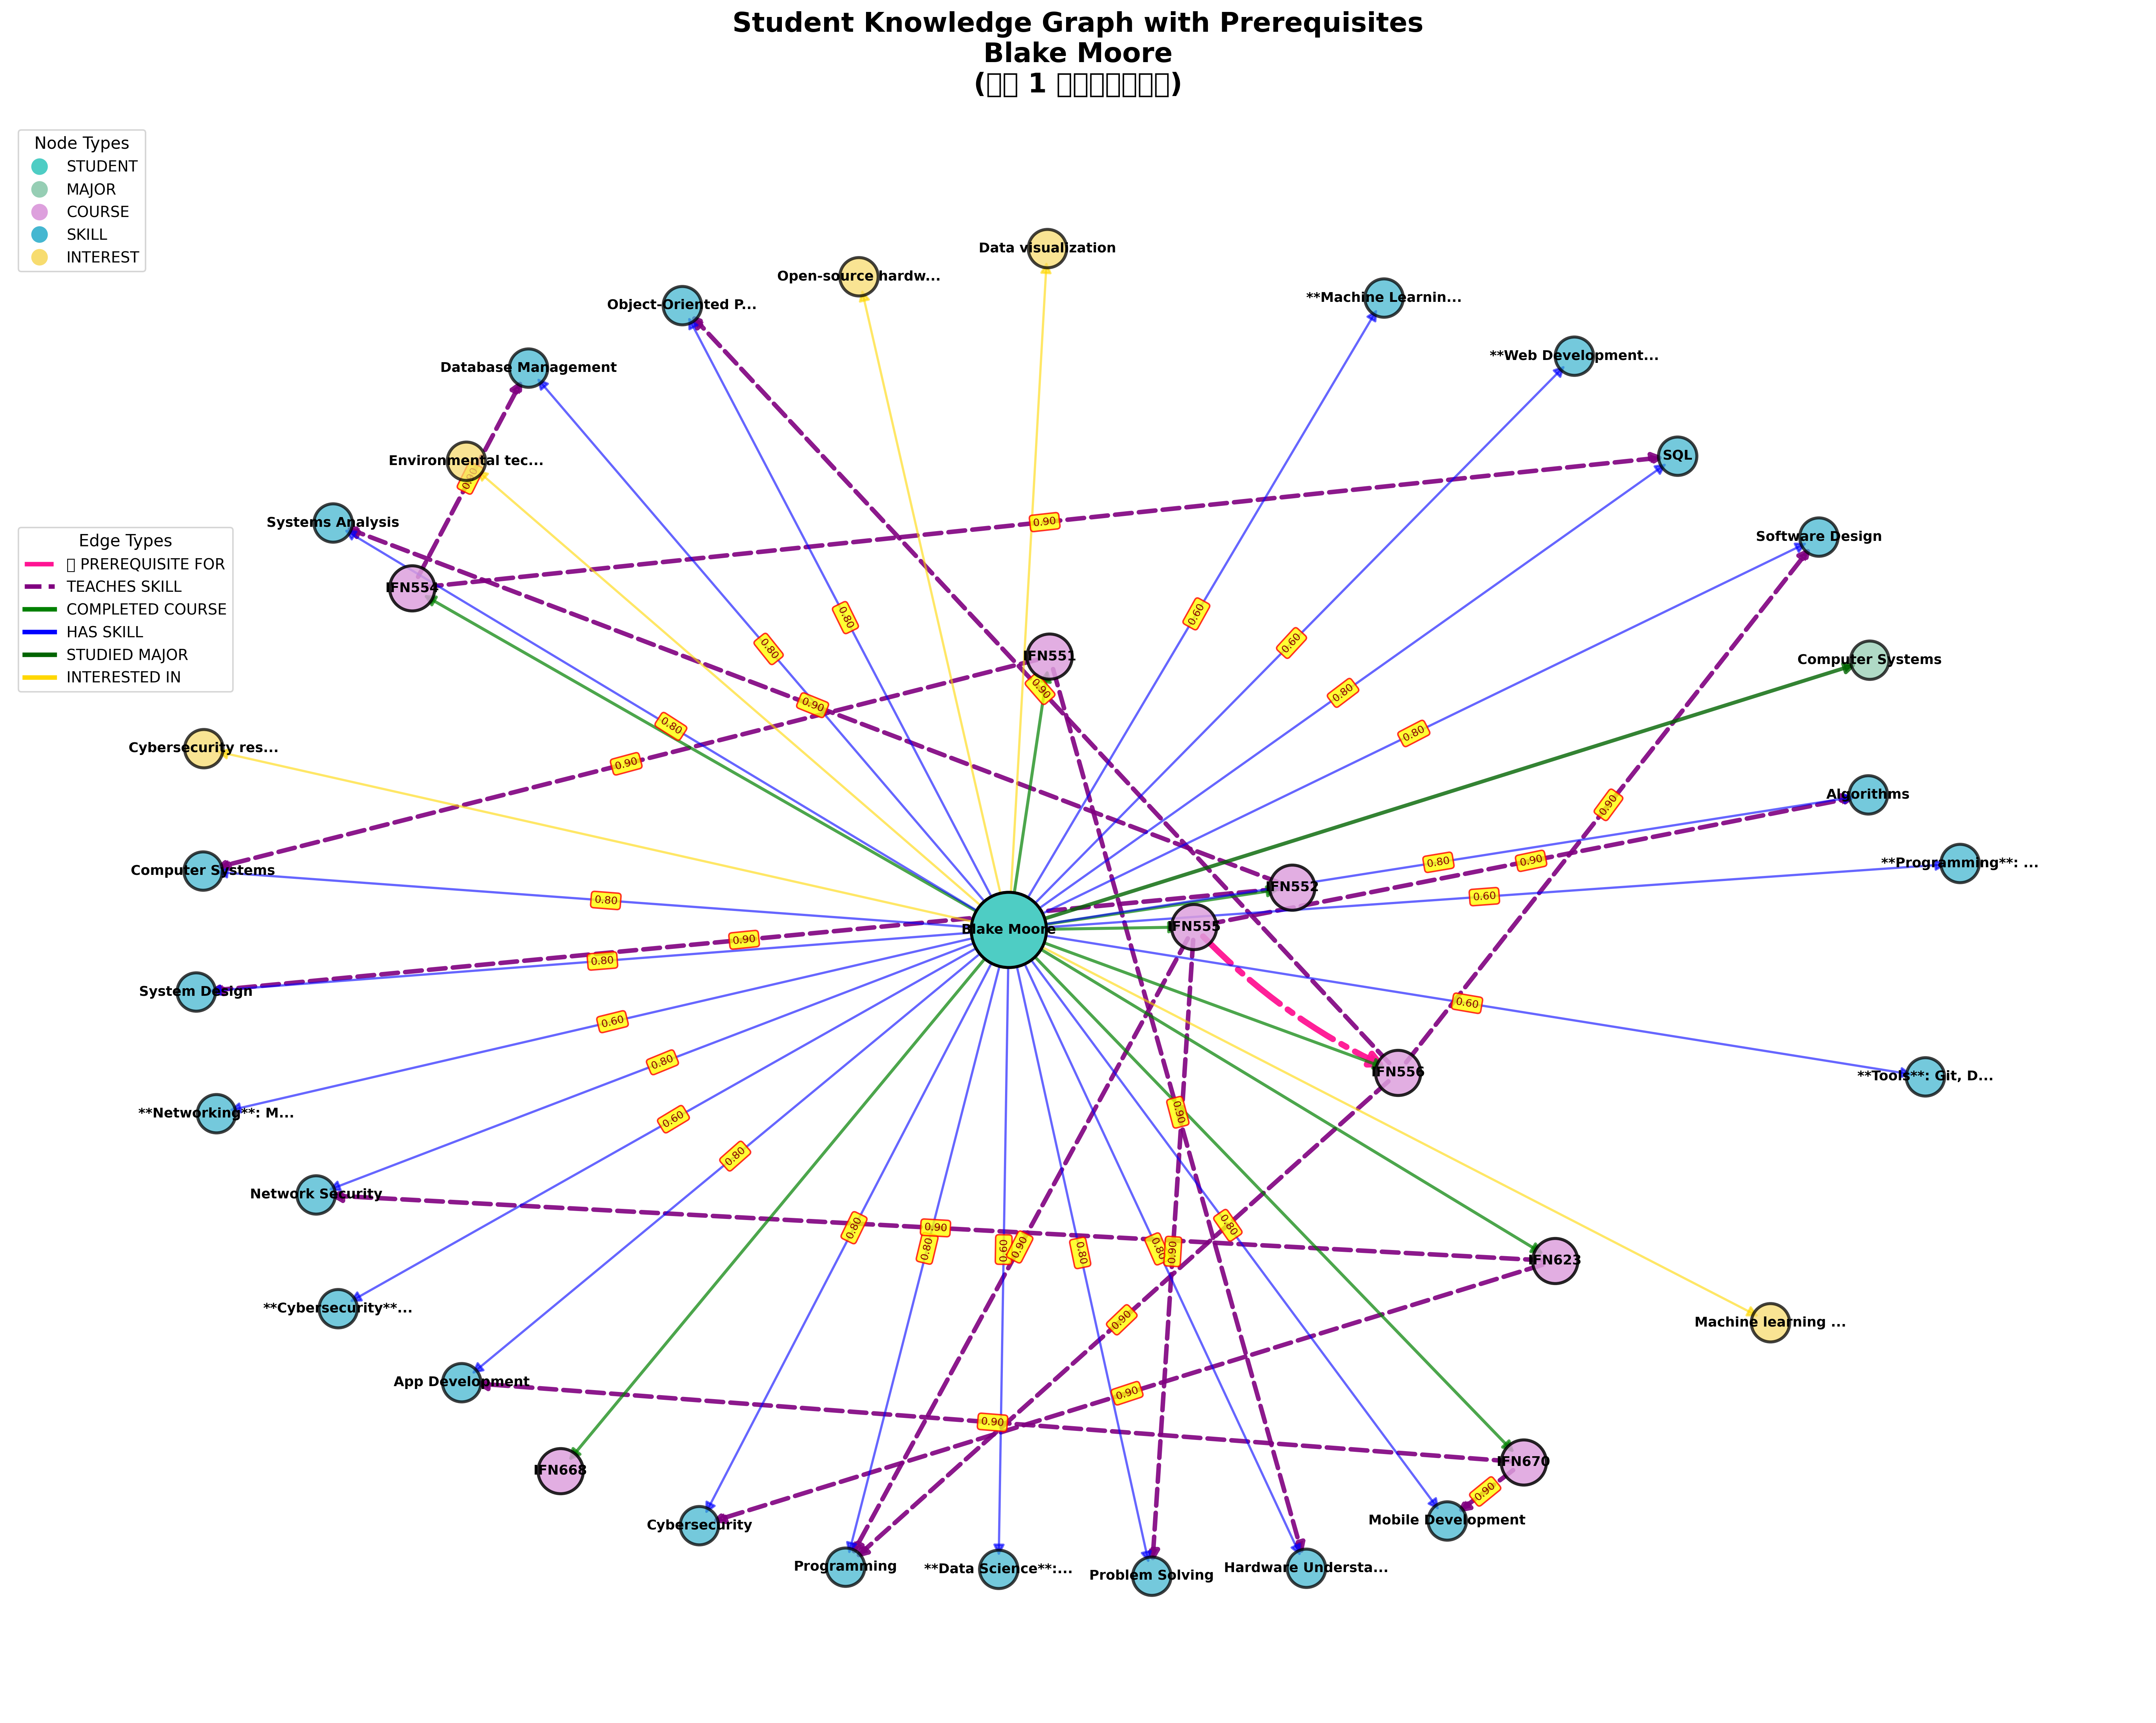 Student Knowledge Graph with Prerequisites
Blake Moore
(□□ 1 □□□□□□□)
Node Types
STUDENT
MAJOR
COURSE
SKILL
INTEREST
Data visualization
Open-source hardw...
**Machine Learnin...
Object-Oriented P...
**Web Development...
Database Management
SQL
Environmental tec...
0.90
Systems Analysis
0.90
Software Design
Edge Types
□ PREREQUISITE FOR
TEACHES SKILL
COMPLETED COURSE
HAS SKILL
STUDIED MAJOR
INTERESTED IN
IFN554
0.80
0.60
0.60
0.80
IFN551
Computer Systems
0.90
0.80
0.90
0.80
0.80
Cybersecurity res...
0.90
Algorithms
0.90
0.80
0.90
**Programming**: ...
Computer Systems
0.80
IFN552
0.60
Blake Moore
IFN555
0.90
0.80
System Design
0.60
0.60
IFN556
**Tools**: Git, D...
0.80
**Networking**: M...
0.60
0.90
0.80
Network Security
0.90
0.80
0.80
0.60
0.90
0.80
0.80
0.90
0.80
IFN623
**Cybersecurity**...
0.90
Machine learning ...
App Development
0.90
0.90
IFN668
IFN670
0.90
Cybersecurity
Mobile Development
Programming
**Data Science**:...
Problem Solving
Hardware Understa...